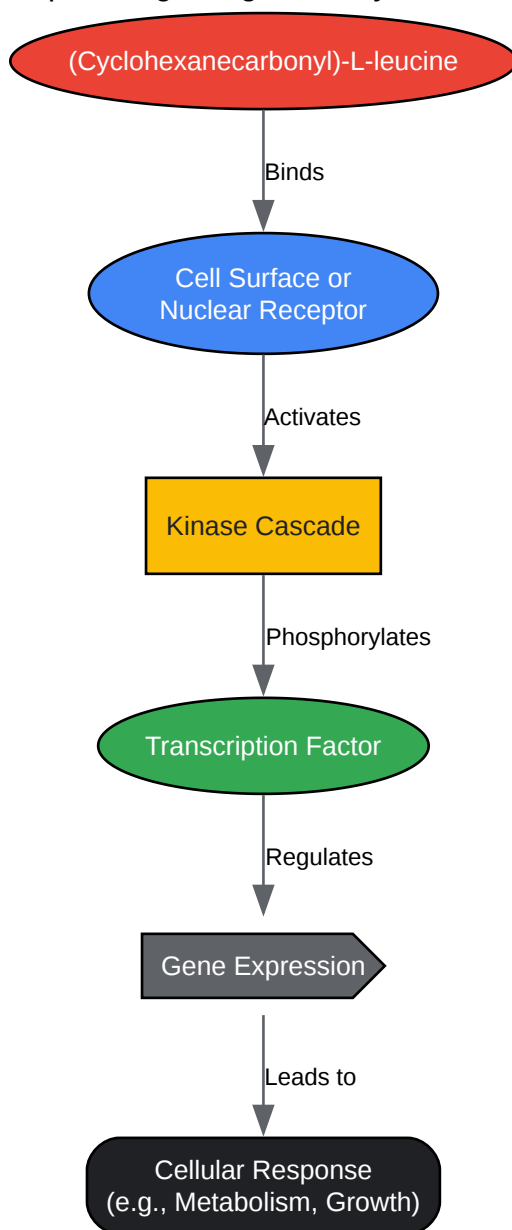 (Cyclohexanecarbonyl)-L-leucine
Binds
Cell Surface or
Nuclear Receptor
Activates
Kinase Cascade
Phosphorylates
Transcription Factor
Regulates
Gene Expression
Leads to
Cellular Response
(e.g., Metabolism, Growth)